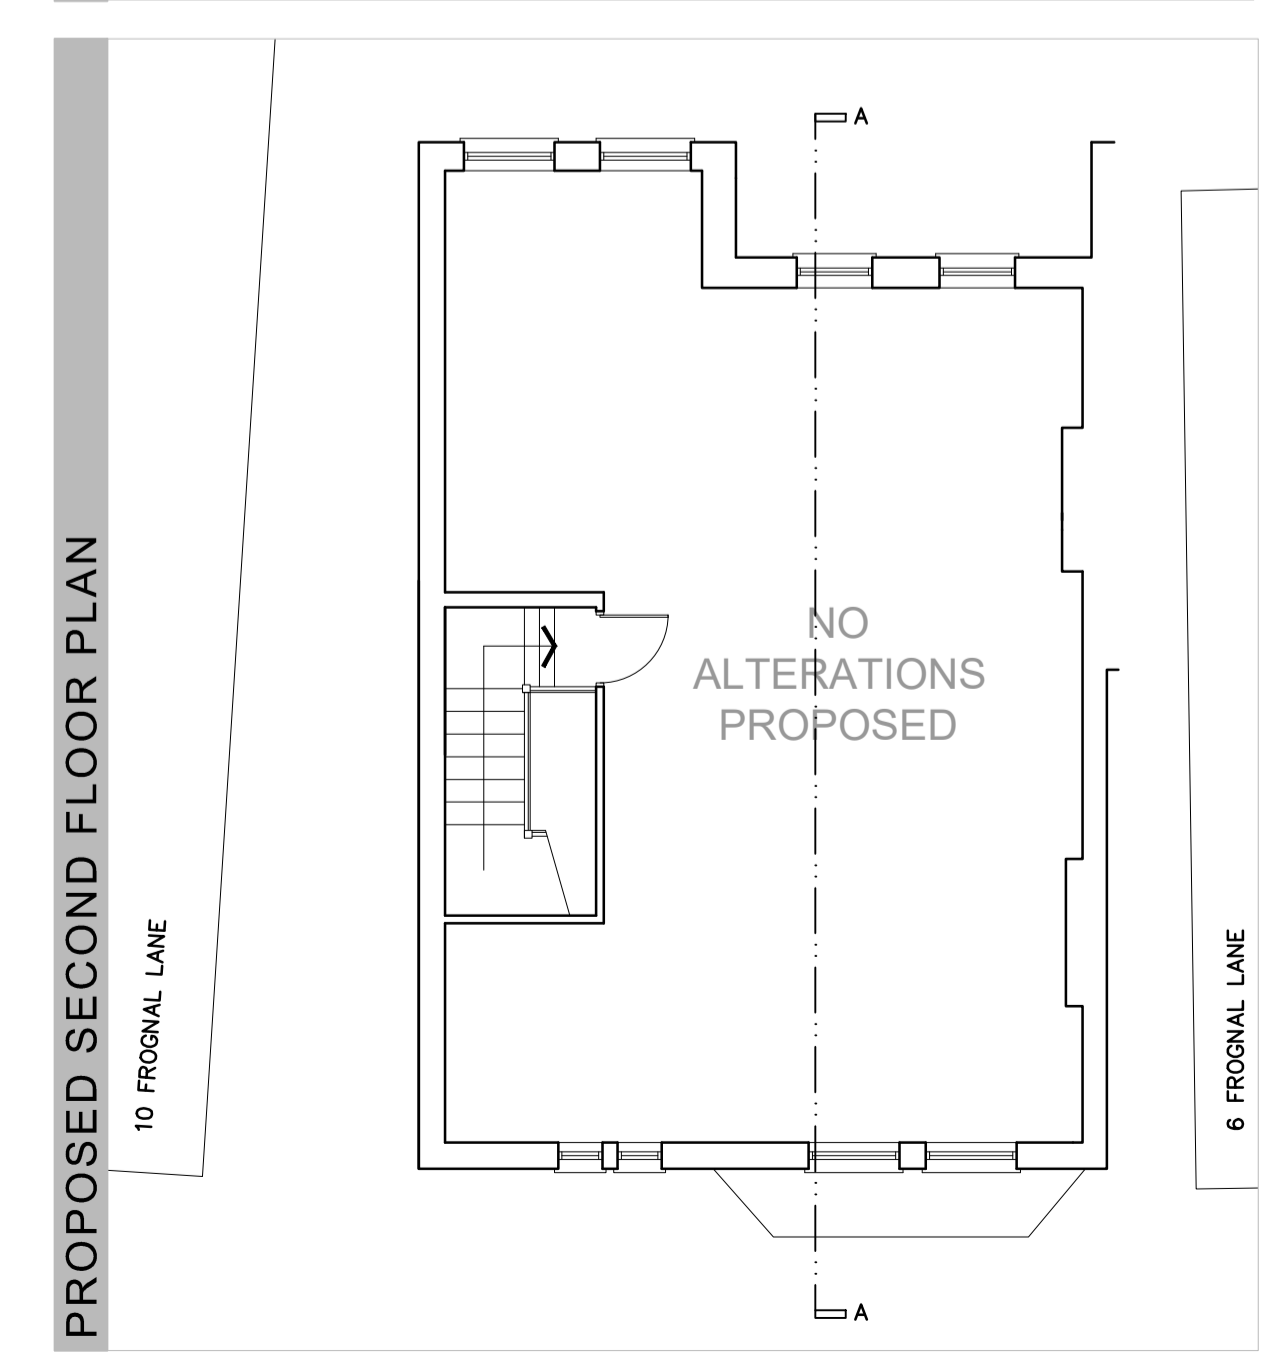 PROPOSED SECOND FLOOR PLAN
A
NO
ALTERATIONS
PROPOSED
10 FROGNAL LANE
6 FROGNAL LANE
A